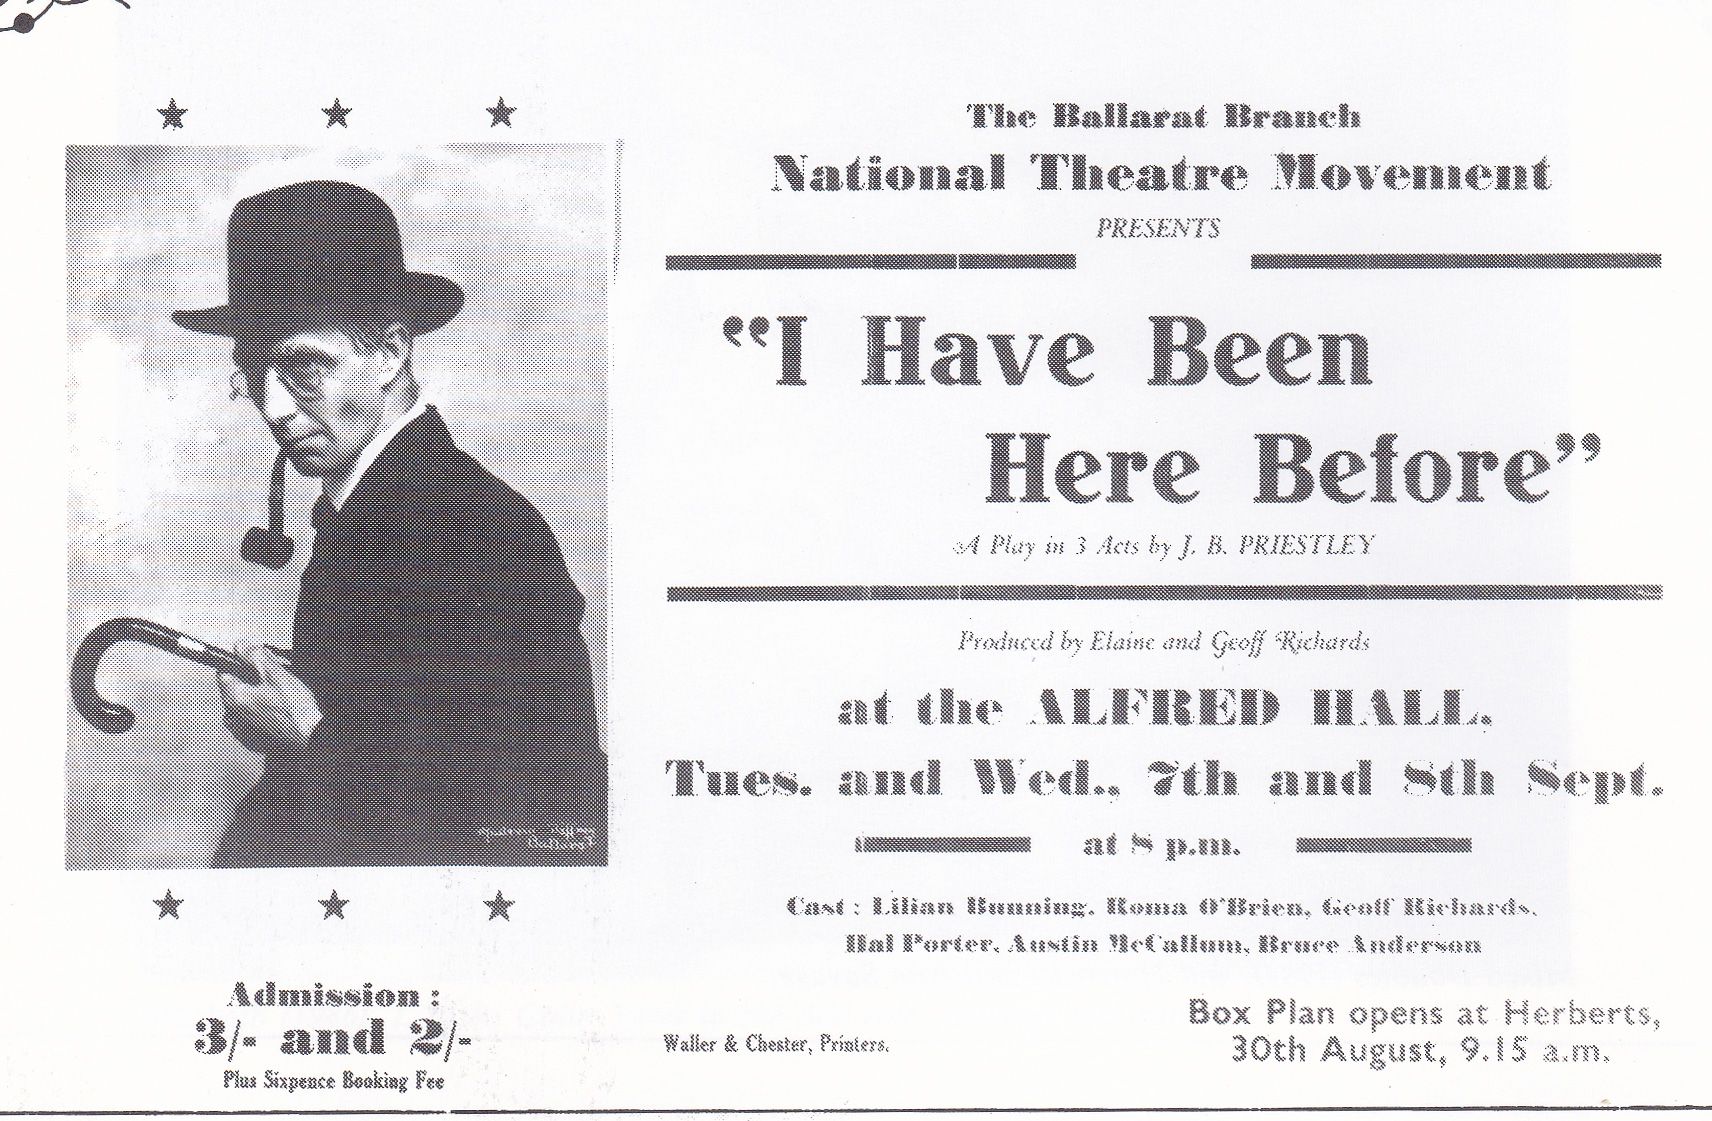 The Ballarat Branch
National Theatre Movement
PRESENTS
“I Have Been
Here Before”
A Play in 3 Acts by J. B. PRIESTLEY
Produced by Elaine and Geoff Richards
at the ALFRED HALL.
Tues. and Wed., 7th and 8th Sept.
at 8 p.m.
Cast : Lilian Bunning, Roma O'Brien, Geoff Richards,
Hal Porter, Austin McCallum, Bruce Anderson
Admission :
3/- and 2/-
Plus Sixpence Booking Fee
Waller & Chester, Printers.
Box Plan opens at Herberts,
30th August, 9.15 a.m.
Ballarat